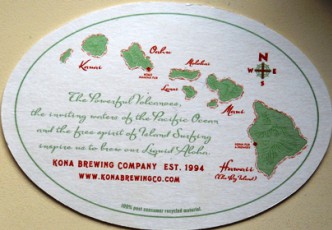 Oahu
Kauai
Molokai
N
W E
S
Lanai
Maui
The Powerful Volcanoes,
the inviting waters of the Pacific Ocean
and the free spirit of Island Surfing
inspire us to brew our Liquid Aloha.
KONA BREWING COMPANY EST. 1994
WWW.KONABREWINGCO.COM
Hawaii
(The Big Island)
100% post consumer recycled material.